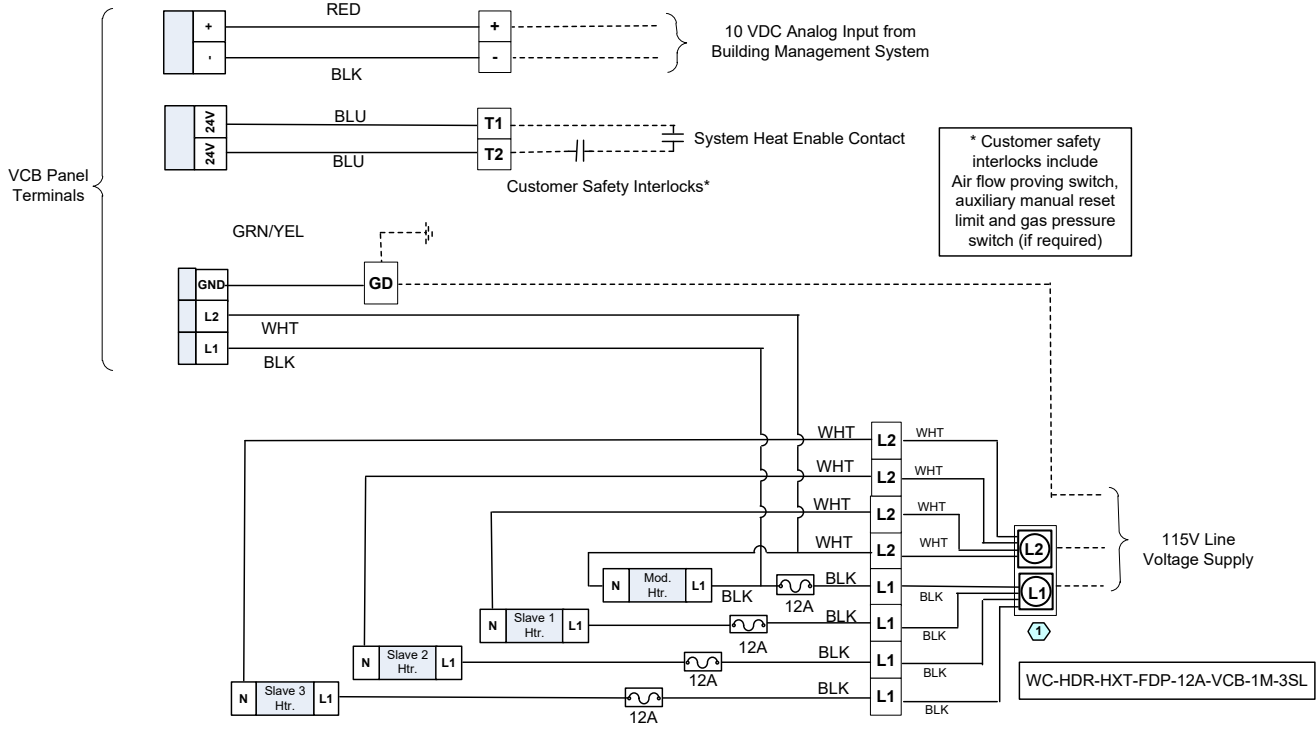 RED
+
-
+
-
BLK
10 VDC Analog Input from
Building Management System
24V
24V
BLU
BLU
T1
T2
System Heat Enable Contact
Customer Safety Interlocks*
* Customer safety
interlocks include
Air flow proving switch,
auxiliary manual reset
limit and gas pressure
switch (if required)
VCB Panel
Terminals
GRN/YEL
GND
GD
L2
WHT
L1
BLK
WHT
L2
WHT
WHT
L2
WHT
WHT
L2
WHT
WHT
L2
WHT
L2
115V Line
Voltage Supply
N
Mod.
Htr.
L1
BLK
12A
BLK
L1
BLK
L1
N
Slave 1
Htr.
L1
12A
BLK
L1
BLK
1
N
Slave 2
Htr.
L1
12A
BLK
L1
BLK
N
Slave 3
Htr.
L1
12A
BLK
L1
BLK
WC-HDR-HXT-FDP-12A-VCB-1M-3SL